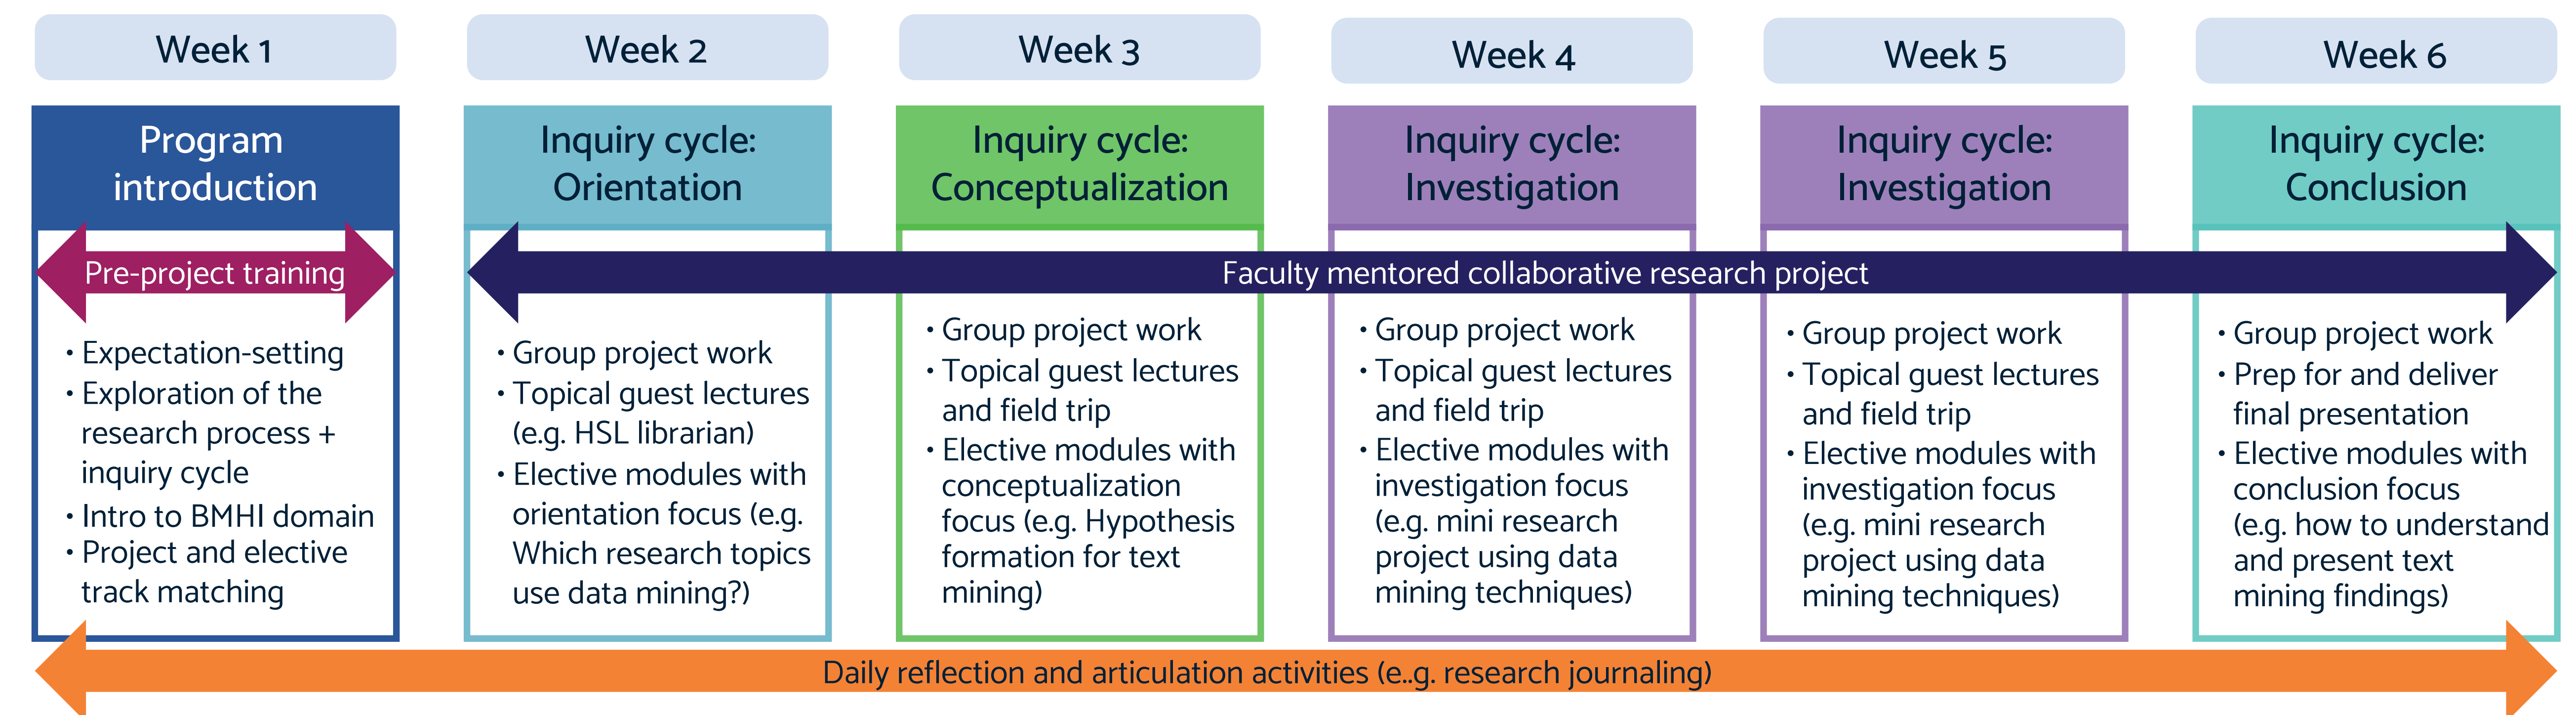 Week 1
Program
introduction
Pre-project training
• Expectation-setting
• Exploration of the
research process +
inquiry cycle
• Intro to BMHI domain
• Project and elective
track matching
Week 2
Inquiry cycle:
Orientation
• Group project work
• Topical guest lectures
(e.g. HSL librarian)
• Elective modules with
orientation focus (e.g.
Which research topics
use data mining?)
Week 3
Inquiry cycle:
Conceptualization
Faculty mentored collaborative research project
• Group project work
• Topical guest lectures
and field trip
• Elective modules with
conceptualization
focus (e.g. Hypothesis
formation for text
mining)
Week 4
Inquiry cycle:
Investigation
• Group project work
• Topical guest lectures
and field trip
• Elective modules with
investigation focus
(e.g. mini research
project using data
mining techniques)
Week 5
Inquiry cycle:
Investigation
• Group project work
• Topical guest lectures
and field trip
• Elective modules with
investigation focus
(e.g. mini research
project using data
mining techniques)
Week 6
Inquiry cycle:
Conclusion
• Group project work
• Prep for and deliver
final presentation
• Elective modules with
conclusion focus
(e.g. how to understand
and present text
mining findings)
Daily reflection and articulation activities (e..g. research journaling)